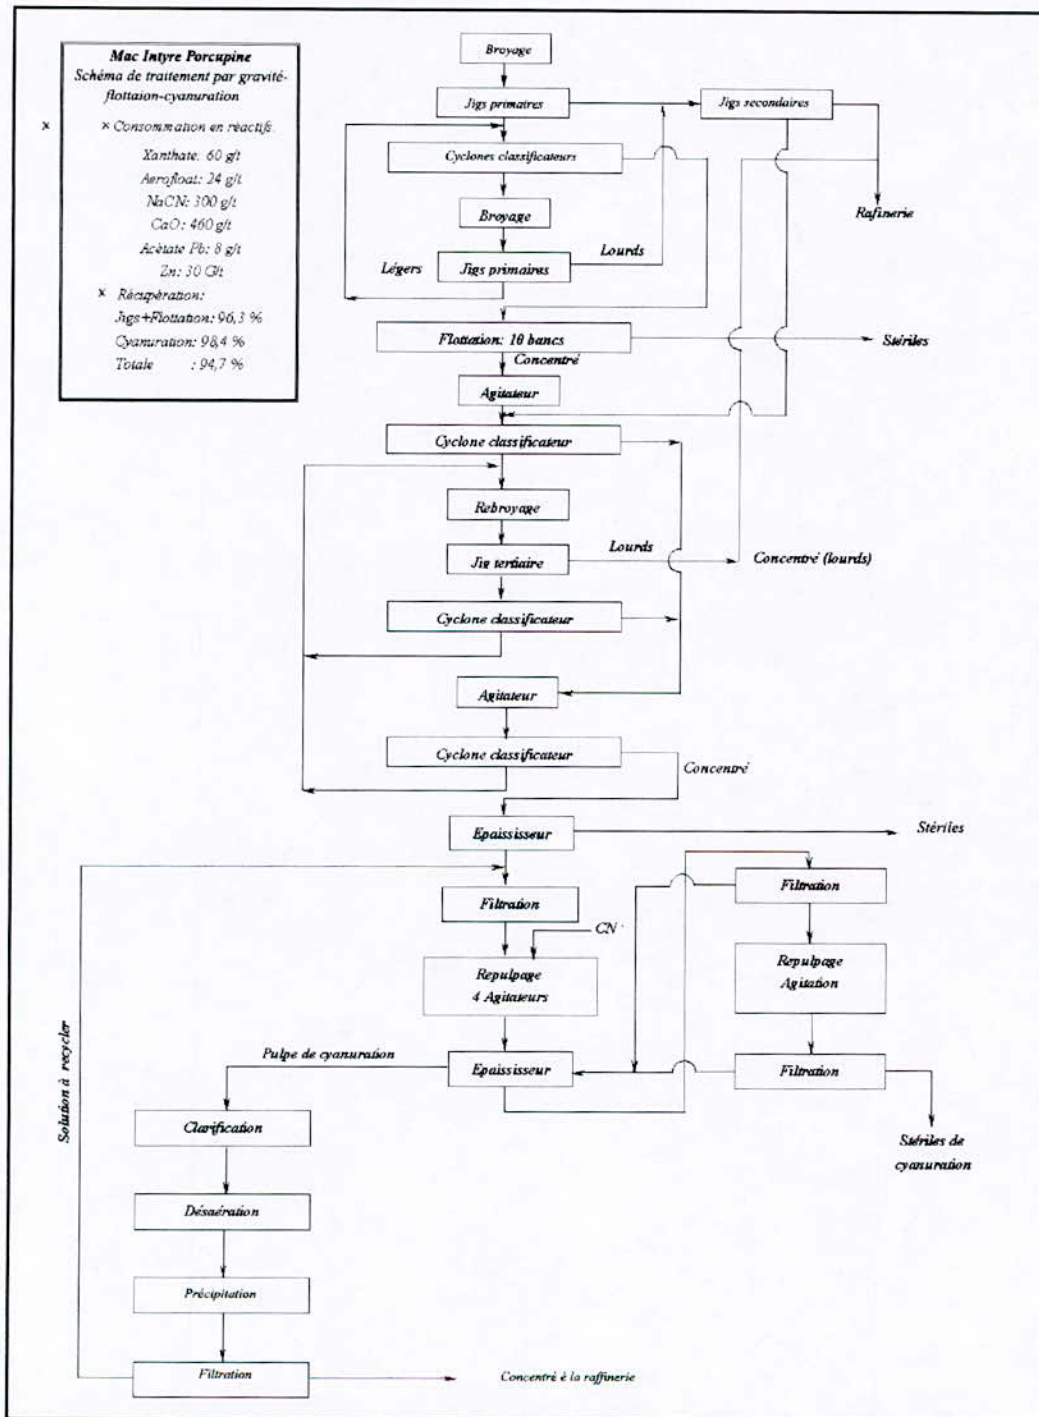 Mac Intyre Porcupine
Schéma de traitement par gravité-
flottaion-cyanuration
× × Consommation en réactifs.
Xanthate: 60 g/t
Aerofloat: 24 g/t
NaCN: 300 g/t
CaO: 460 g/t
Acétate Pb: 8 g/t
Zn: 30 G/t
× Récupération:
Jigs+Flottation: 96,3 %
Cyanuration: 98,4 %
Totale : 94,7 %
Broyage
Jigs primaires
Jigs secondaires
Cyclones classificateurs
Broyage
Rafinerie
Lourds
Légers
Jigs primaires
Flottation: 10 bancs
Stériles
Concentré
Agitateur
Cyclone classificateur
Rebroyage
Lourds
Jig tertiaire
Concentré (lourds)
Cyclone classificateur
Agitateur
Cyclone classificateur
Concentré
Epaississeur
Stériles
Filtration
Filtration
CN
Repulpage
4 Agitateurs
Repulpage
Agitation
Pulpe de cyanuration
Epaississeur
Filtration
Solution à recycler
Clarification
Stériles de
cyanuration
Désaération
Précipitation
Filtration
Concentré è la raffinerie